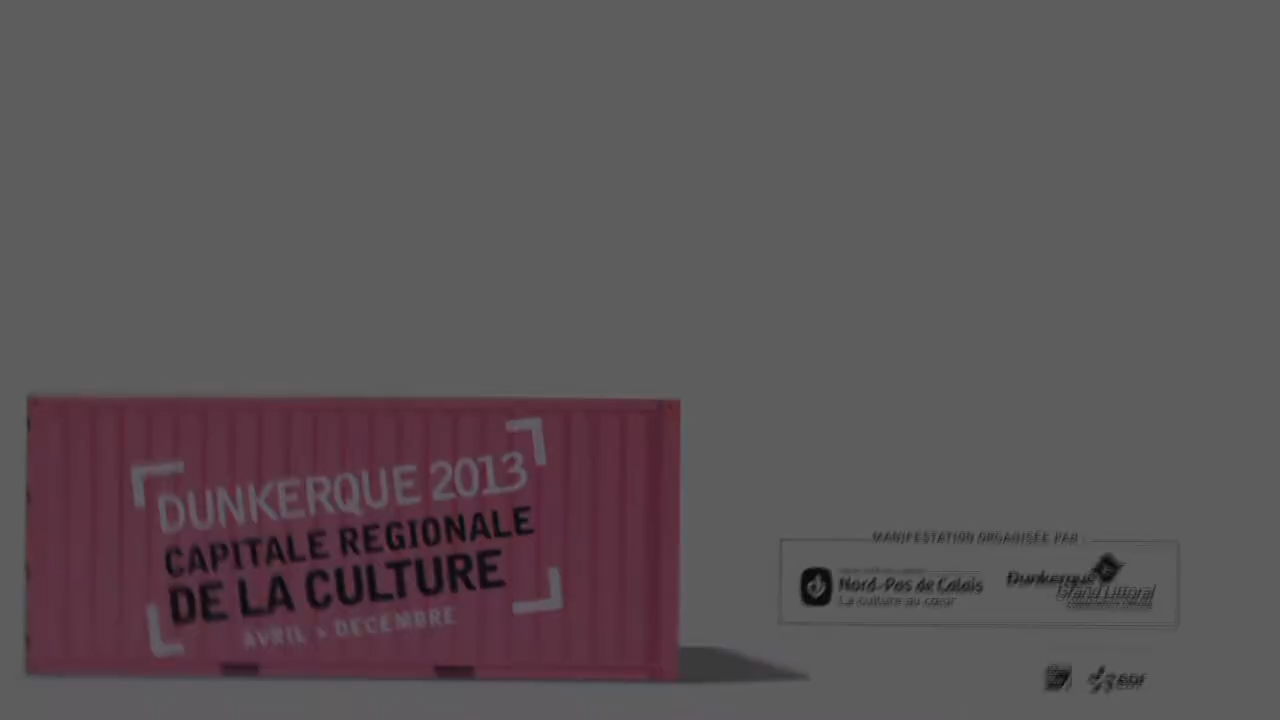 DUNKERQUE 2013
CAPITALE REGIONALE
DE LA CULTURE
AVRIL > DECEMBRE
MANIFESTATION ORGANISÉE PAR
Nord-Pas de Calais
La culture au cœur
Dunkerque
Grand Littoral